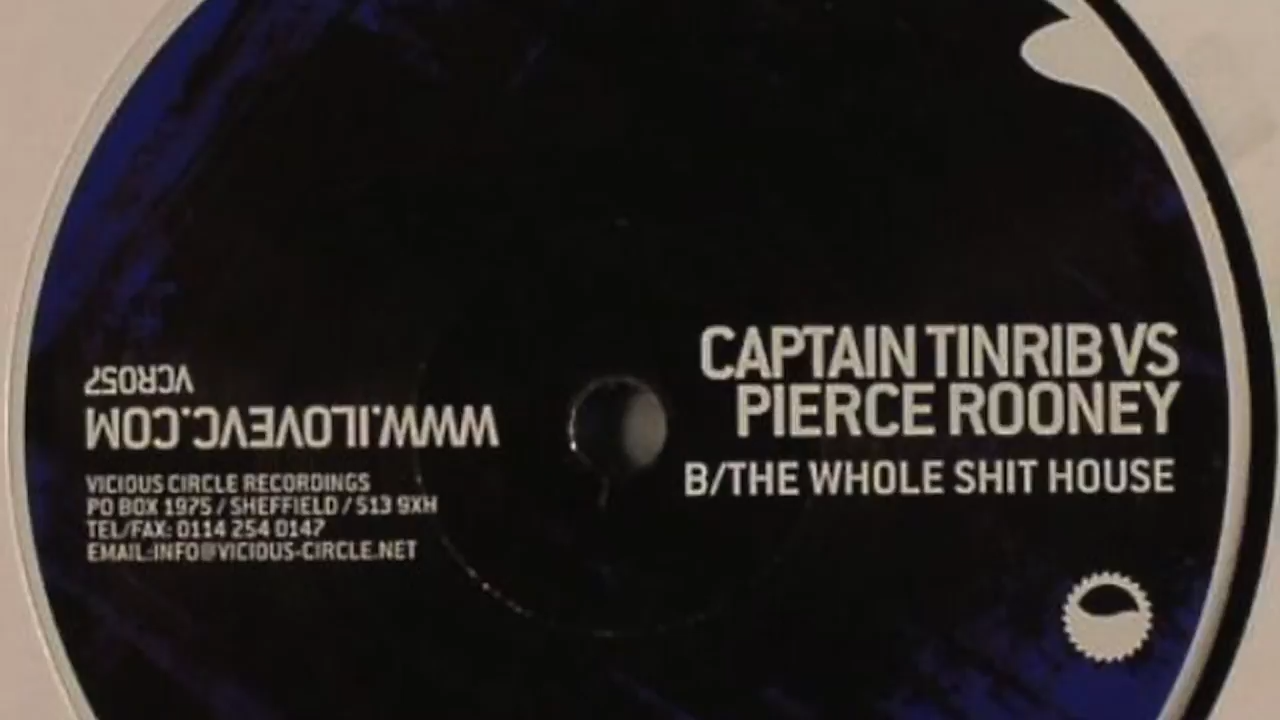 CAPTAIN TINRIB VS
PIERCE ROONEY
B/THE WHOLE SHIT HOUSE
WWW.ILOVEVC.COM
VCR052
VICIOUS CIRCLE RECORDINGS
PO BOX 1975 / SHEFFIELD / S13 9XH
TEL/FAX: 0114 254 0147
EMAIL:INFO@VICIOUS-CIRCLE.NET